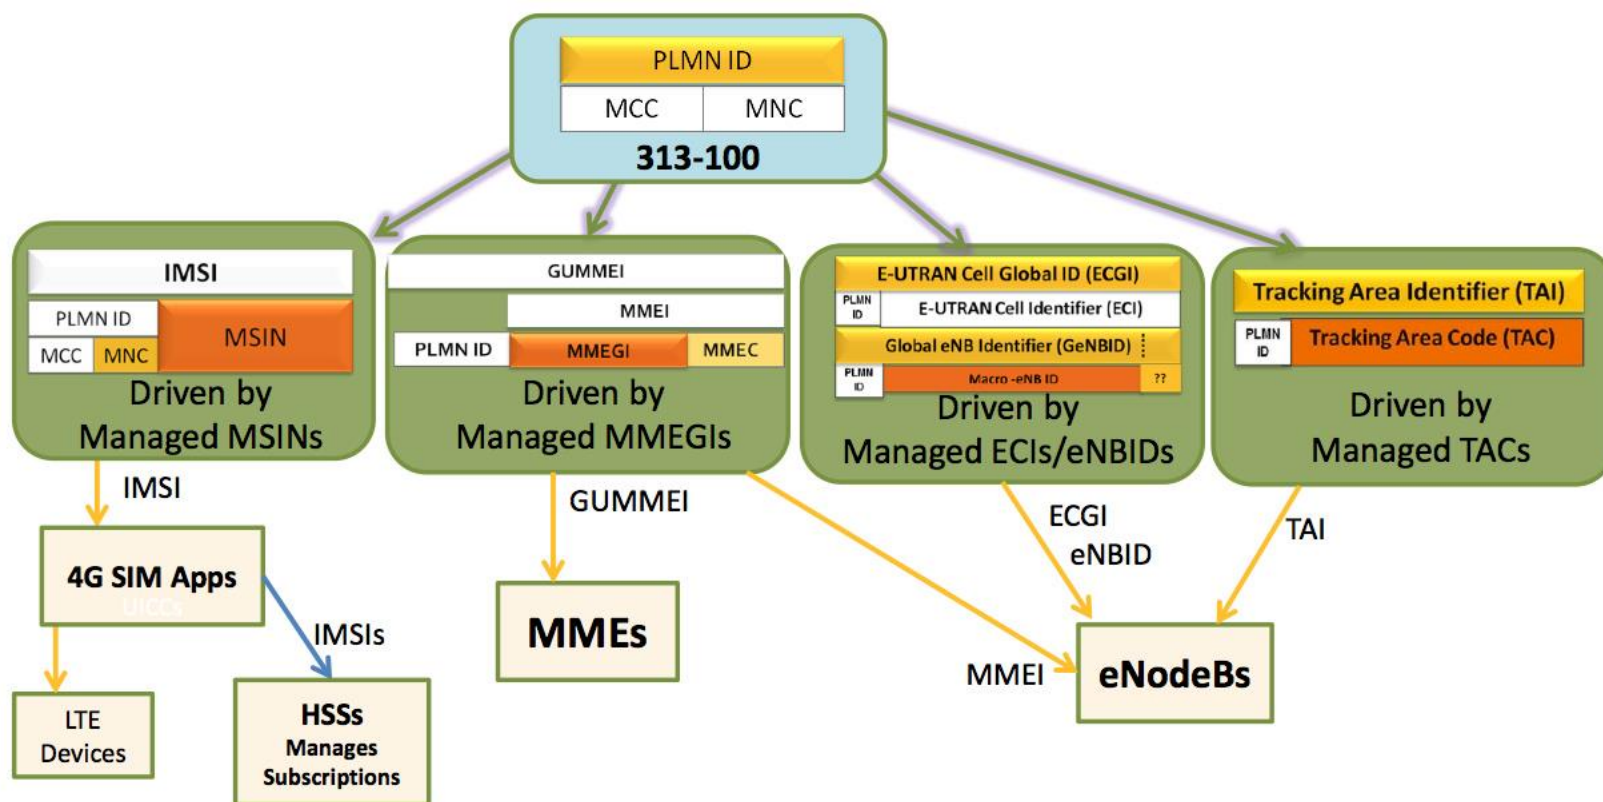 PLMN ID
MCC MNC
313-100
IMSI
PLMN ID
MSIN
MCC MNC
Driven by
Managed MSINs
GUMMEI
MMEI
PLMN ID MMEGI MMEC
Driven by
Managed MMEGIs
E-UTRAN Cell Global ID (ECGI)
PLMN
ID
E-UTRAN Cell Identifier (ECI)
Global eNB Identifier (GeNBID)
PLMN
ID
Macro -eNB ID
??
Driven by
Managed ECIs/eNBIDs
Tracking Area Identifier (TAI)
PLMN
ID
Tracking Area Code (TAC)
Driven by
Managed TACs
IMSI
GUMMEI
ECGI
eNBID
TAI
4G SIM Apps
UICCs
IMSIs
MMEs
MMEI
eNodeBs
LTE
Devices
HSSs
Manages
Subscriptions